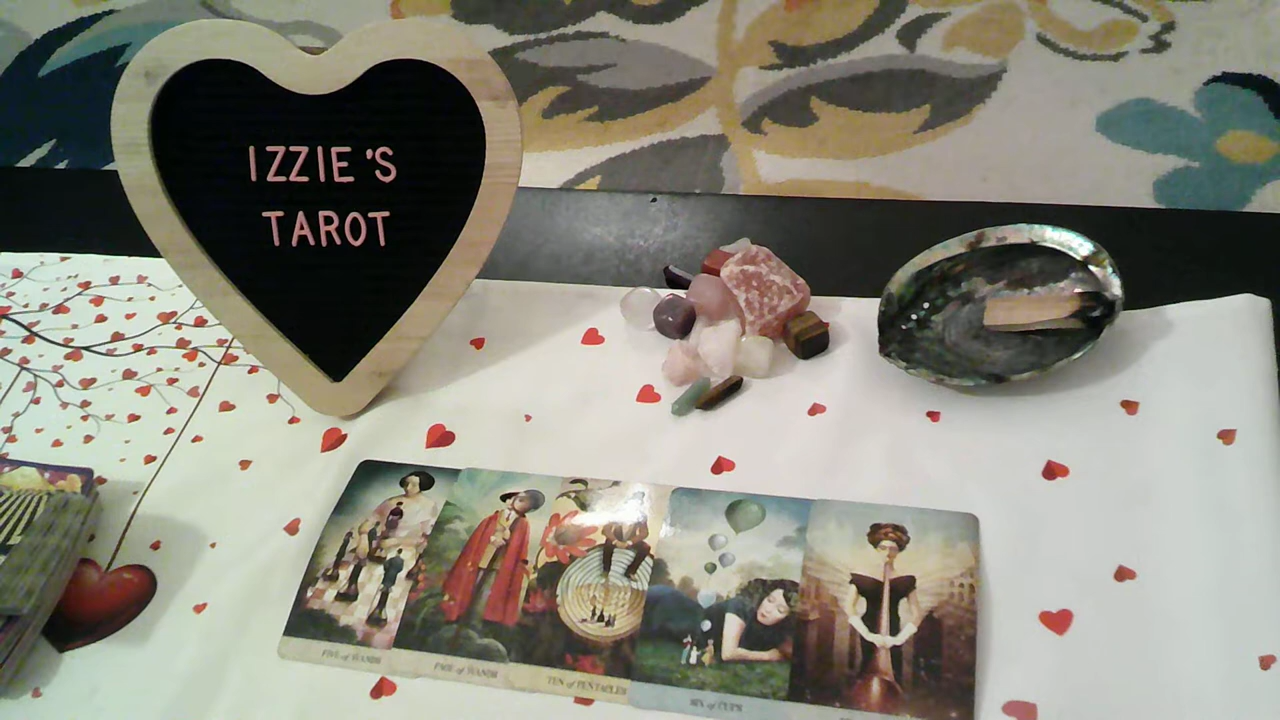 IZZIE'S
TAROT
FIVE of WANDS
PAGE of WANDS
TEN of PENTACLES
SIX of CUPS